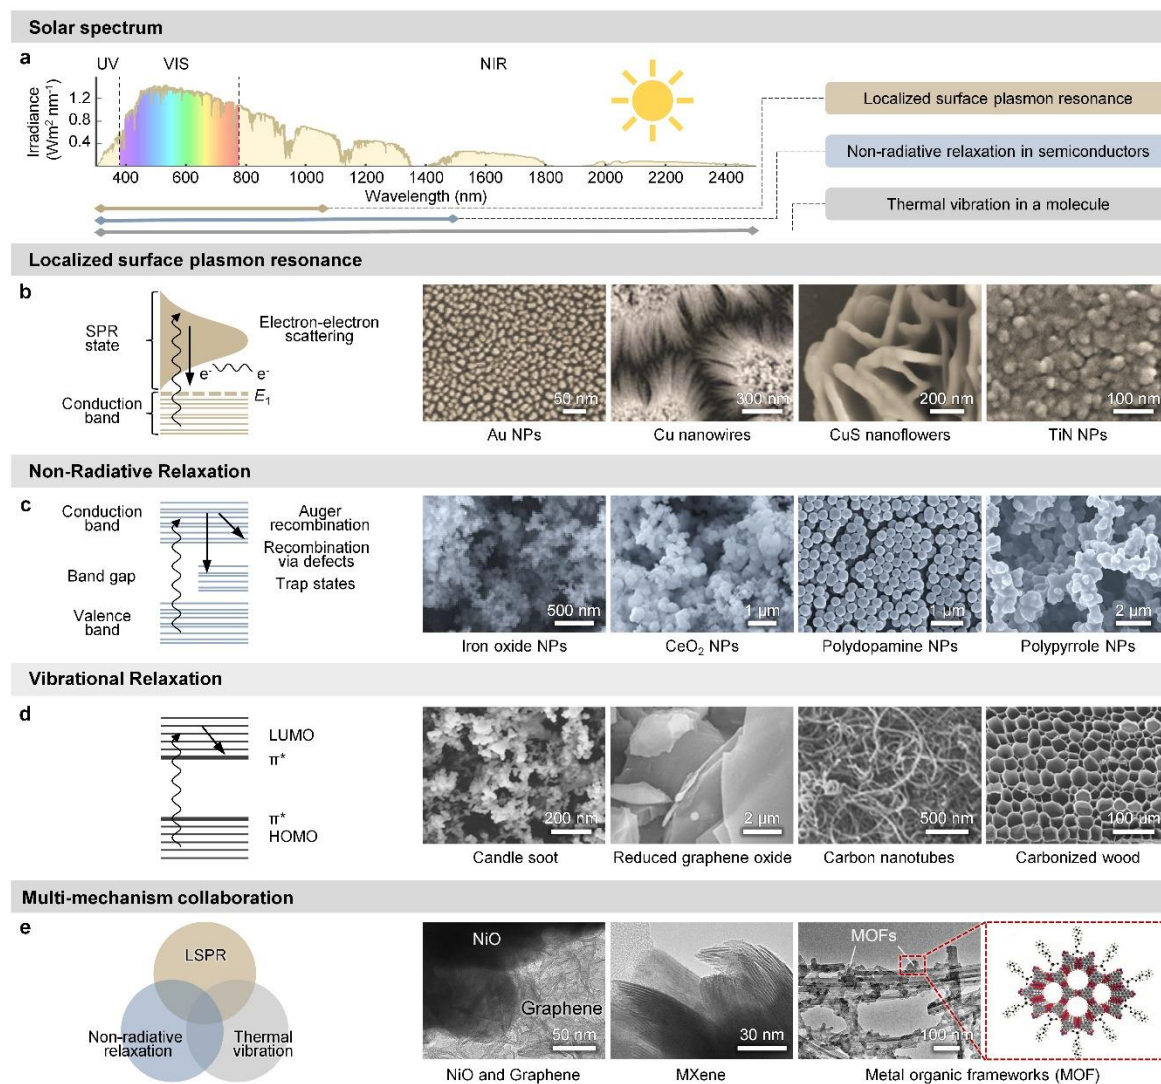 Solar spectrum
a
UV
VIS
NIR
Irradiance
(W/m² nm⁻¹)
1.2
0.8
0.4
400 600 800 1000 1200 1400 1600 1800 2000 2200 2400
Wavelength (nm)
Localized surface plasmon resonance
Non-radiative relaxation in semiconductors
Thermal vibration in a molecule
Localized surface plasmon resonance
b
SPR
state
Conduction
band
Electron-electron
scattering
e⁻ e⁻
E₁
50 nm
300 nm
200 nm
100 nm
Au NPs
Cu nanowires
CuS nanoflowers
TiN NPs
Non-Radiative Relaxation
c
Conduction
band
Band gap
Valence
band
Auger
recombination
Recombination
via defects
Trap states
500 nm
1 µm
1 µm
2 µm
Iron oxide NPs
CeO₂ NPs
Polydopamine NPs
Polypyrrole NPs
Vibrational Relaxation
d
LUMO
π*
π*
HOMO
200 nm
2 µm
500 nm
100 µm
Candle soot
Reduced graphene oxide
Carbon nanotubes
Carbonized wood
Multi-mechanism collaboration
e
LSPR
Non-radiative
relaxation
Thermal
vibration
NiO
Graphene
50 nm
30 nm
MOFs
100 nm
NiO and Graphene
MXene
Metal organic frameworks (MOF)